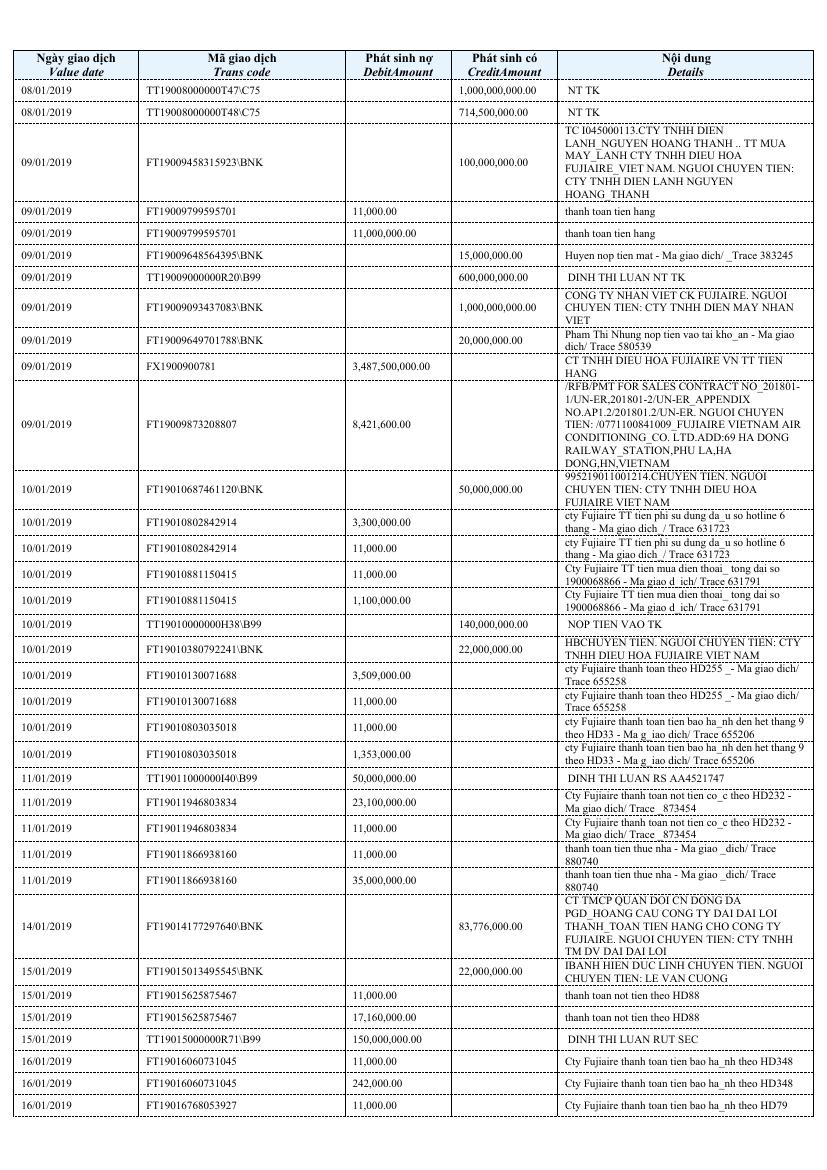 Ngày giao dịch Mã giao dịch Phát sinh nợ Phát sinh có Nội dung
Value date Trans code DebitAmount CreditAmount Details
08/01/2019 TT19008000000T47\C75 1,000,000,000.00 NT TK
08/01/2019 TT19008000000T48\C75 714,500,000.00 NT TK
09/01/2019 FT19009458315923\BNK 100,000,000.00 TC I045000113.CTY TNHH DIEN
LANH_NGUYEN HOANG THANH .. TT MUA
MAY_LANH CTY TNHH DIEU HOA
FUJIAIRE_VIET NAM. NGUOI CHUYEN TIEN:
CTY TNHH DIEN LANH NGUYEN
HOANG_THANH
09/01/2019 FT19009799595701 11,000.00 thanh toan tien hang
09/01/2019 FT19009799595701 11,000,000.00 thanh toan tien hang
09/01/2019 FT19009648564395\BNK 15,000,000.00 Huyen nop tien mat - Ma giao dich/ _Trace 383245
09/01/2019 TT19009000000R20\B99 600,000,000.00 DINH THI LUAN NT TK
09/01/2019 FT19009093437083\BNK 1,000,000,000.00 CONG TY NHAN VIET CK FUJIAIRE. NGUOI
CHUYEN TIEN: CTY TNHH DIEN MAY NHAN
VIET
09/01/2019 FT19009649701788\BNK 20,000,000.00 Pham Thi Nhung nop tien vao tai kho_an - Ma giao
dich/ Trace 580539
09/01/2019 FX1900900781 3,487,500,000.00 CT TNHH DIEU HOA FUJIAIRE VN TT TIEN
HANG
09/01/2019 FT19009873208807 8,421,600.00 /RFB/PMT FOR SALES CONTRACT NO_201801-
1/UN-ER,201801-2/UN-ER_APPENDIX
NO.AP1.2/201801.2/UN-ER. NGUOI CHUYEN
TIEN: /0771100841009_FUJIAIRE VIETNAM AIR
CONDITIONING_CO. LTD.ADD:69 HA DONG
RAILWAY_STATION,PHU LA,HA
DONG,HN,VIETNAM
10/01/2019 FT19010687461120\BNK 50,000,000.00 995219011001214.CHUYEN TIEN. NGUOI
CHUYEN TIEN: CTY TNHH DIEU HOA
FUJIAIRE VIET NAM
10/01/2019 FT19010802842914 3,300,000.00 cty Fujiaire TT tien phi su dung da_u so hotline 6
thang - Ma giao dich_/ Trace 631723
10/01/2019 FT19010802842914 11,000.00 cty Fujiaire TT tien phi su dung da_u so hotline 6
thang - Ma giao dich_/ Trace 631723
10/01/2019 FT19010881150415 11,000.00 Cty Fujiaire TT tien mua dien thoai_ tong dai so
1900068866 - Ma giao d_ich/ Trace 631791
10/01/2019 FT19010881150415 1,100,000.00 Cty Fujiaire TT tien mua dien thoai_ tong dai so
1900068866 - Ma giao d_ich/ Trace 631791
10/01/2019 TT19010000000H38\B99 140,000,000.00 NOP TIEN VAO TK
10/01/2019 FT19010380792241\BNK 22,000,000.00 HBCHUYEN TIEN. NGUOI CHUYEN TIEN: CTY
TNHH DIEU HOA FUJIAIRE VIET NAM
10/01/2019 FT19010130071688 3,509,000.00 cty Fujiaire thanh toan theo HD255 _- Ma giao dich/
Trace 655258
10/01/2019 FT19010130071688 11,000.00 cty Fujiaire thanh toan theo HD255 _- Ma giao dich/
Trace 655258
10/01/2019 FT19010803035018 11,000.00 cty Fujiaire thanh toan tien bao ha_nh den het thang 9
theo HD33 - Ma g_iao dich/ Trace 655206
10/01/2019 FT19010803035018 1,353,000.00 cty Fujiaire thanh toan tien bao ha_nh den het thang 9
theo HD33 - Ma g_iao dich/ Trace 655206
11/01/2019 TT19011000000I40\B99 50,000,000.00 DINH THI LUAN RS AA4521747
11/01/2019 FT19011946803834 23,100,000.00 Cty Fujiaire thanh toan not tien co_c theo HD232 -
Ma giao dich/ Trace _873454
11/01/2019 FT19011946803834 11,000.00 Cty Fujiaire thanh toan not tien co_c theo HD232 -
Ma giao dich/ Trace _873454
11/01/2019 FT19011866938160 11,000.00 thanh toan tien thue nha - Ma giao _dich/ Trace
880740
11/01/2019 FT19011866938160 35,000,000.00 thanh toan tien thue nha - Ma giao _dich/ Trace
880740
14/01/2019 FT19014177297640\BNK 83,776,000.00 CT TMCP QUAN DOI CN DONG DA
PGD_HOANG CAU CONG TY DAI DAI LOI
THANH_TOAN TIEN HANG CHO CONG TY
FUJIAIRE. NGUOI CHUYEN TIEN: CTY TNHH
TM DV DAI DAI LOI
15/01/2019 FT19015013495545\BNK 22,000,000.00 IBANH HIEN DUC LINH CHUYEN TIEN. NGUOI
CHUYEN TIEN: LE VAN CUONG
15/01/2019 FT19015625875467 11,000.00 thanh toan not tien theo HD88
15/01/2019 FT19015625875467 17,160,000.00 thanh toan not tien theo HD88
15/01/2019 TT19015000000R71\B99 150,000,000.00 DINH THI LUAN RUT SEC
16/01/2019 FT19016060731045 11,000.00 Cty Fujiaire thanh toan tien bao ha_nh theo HD348
16/01/2019 FT19016060731045 242,000.00 Cty Fujiaire thanh toan tien bao ha_nh theo HD348
16/01/2019 FT19016768053927 11,000.00 Cty Fujiaire thanh toan tien bao ha_nh theo HD79